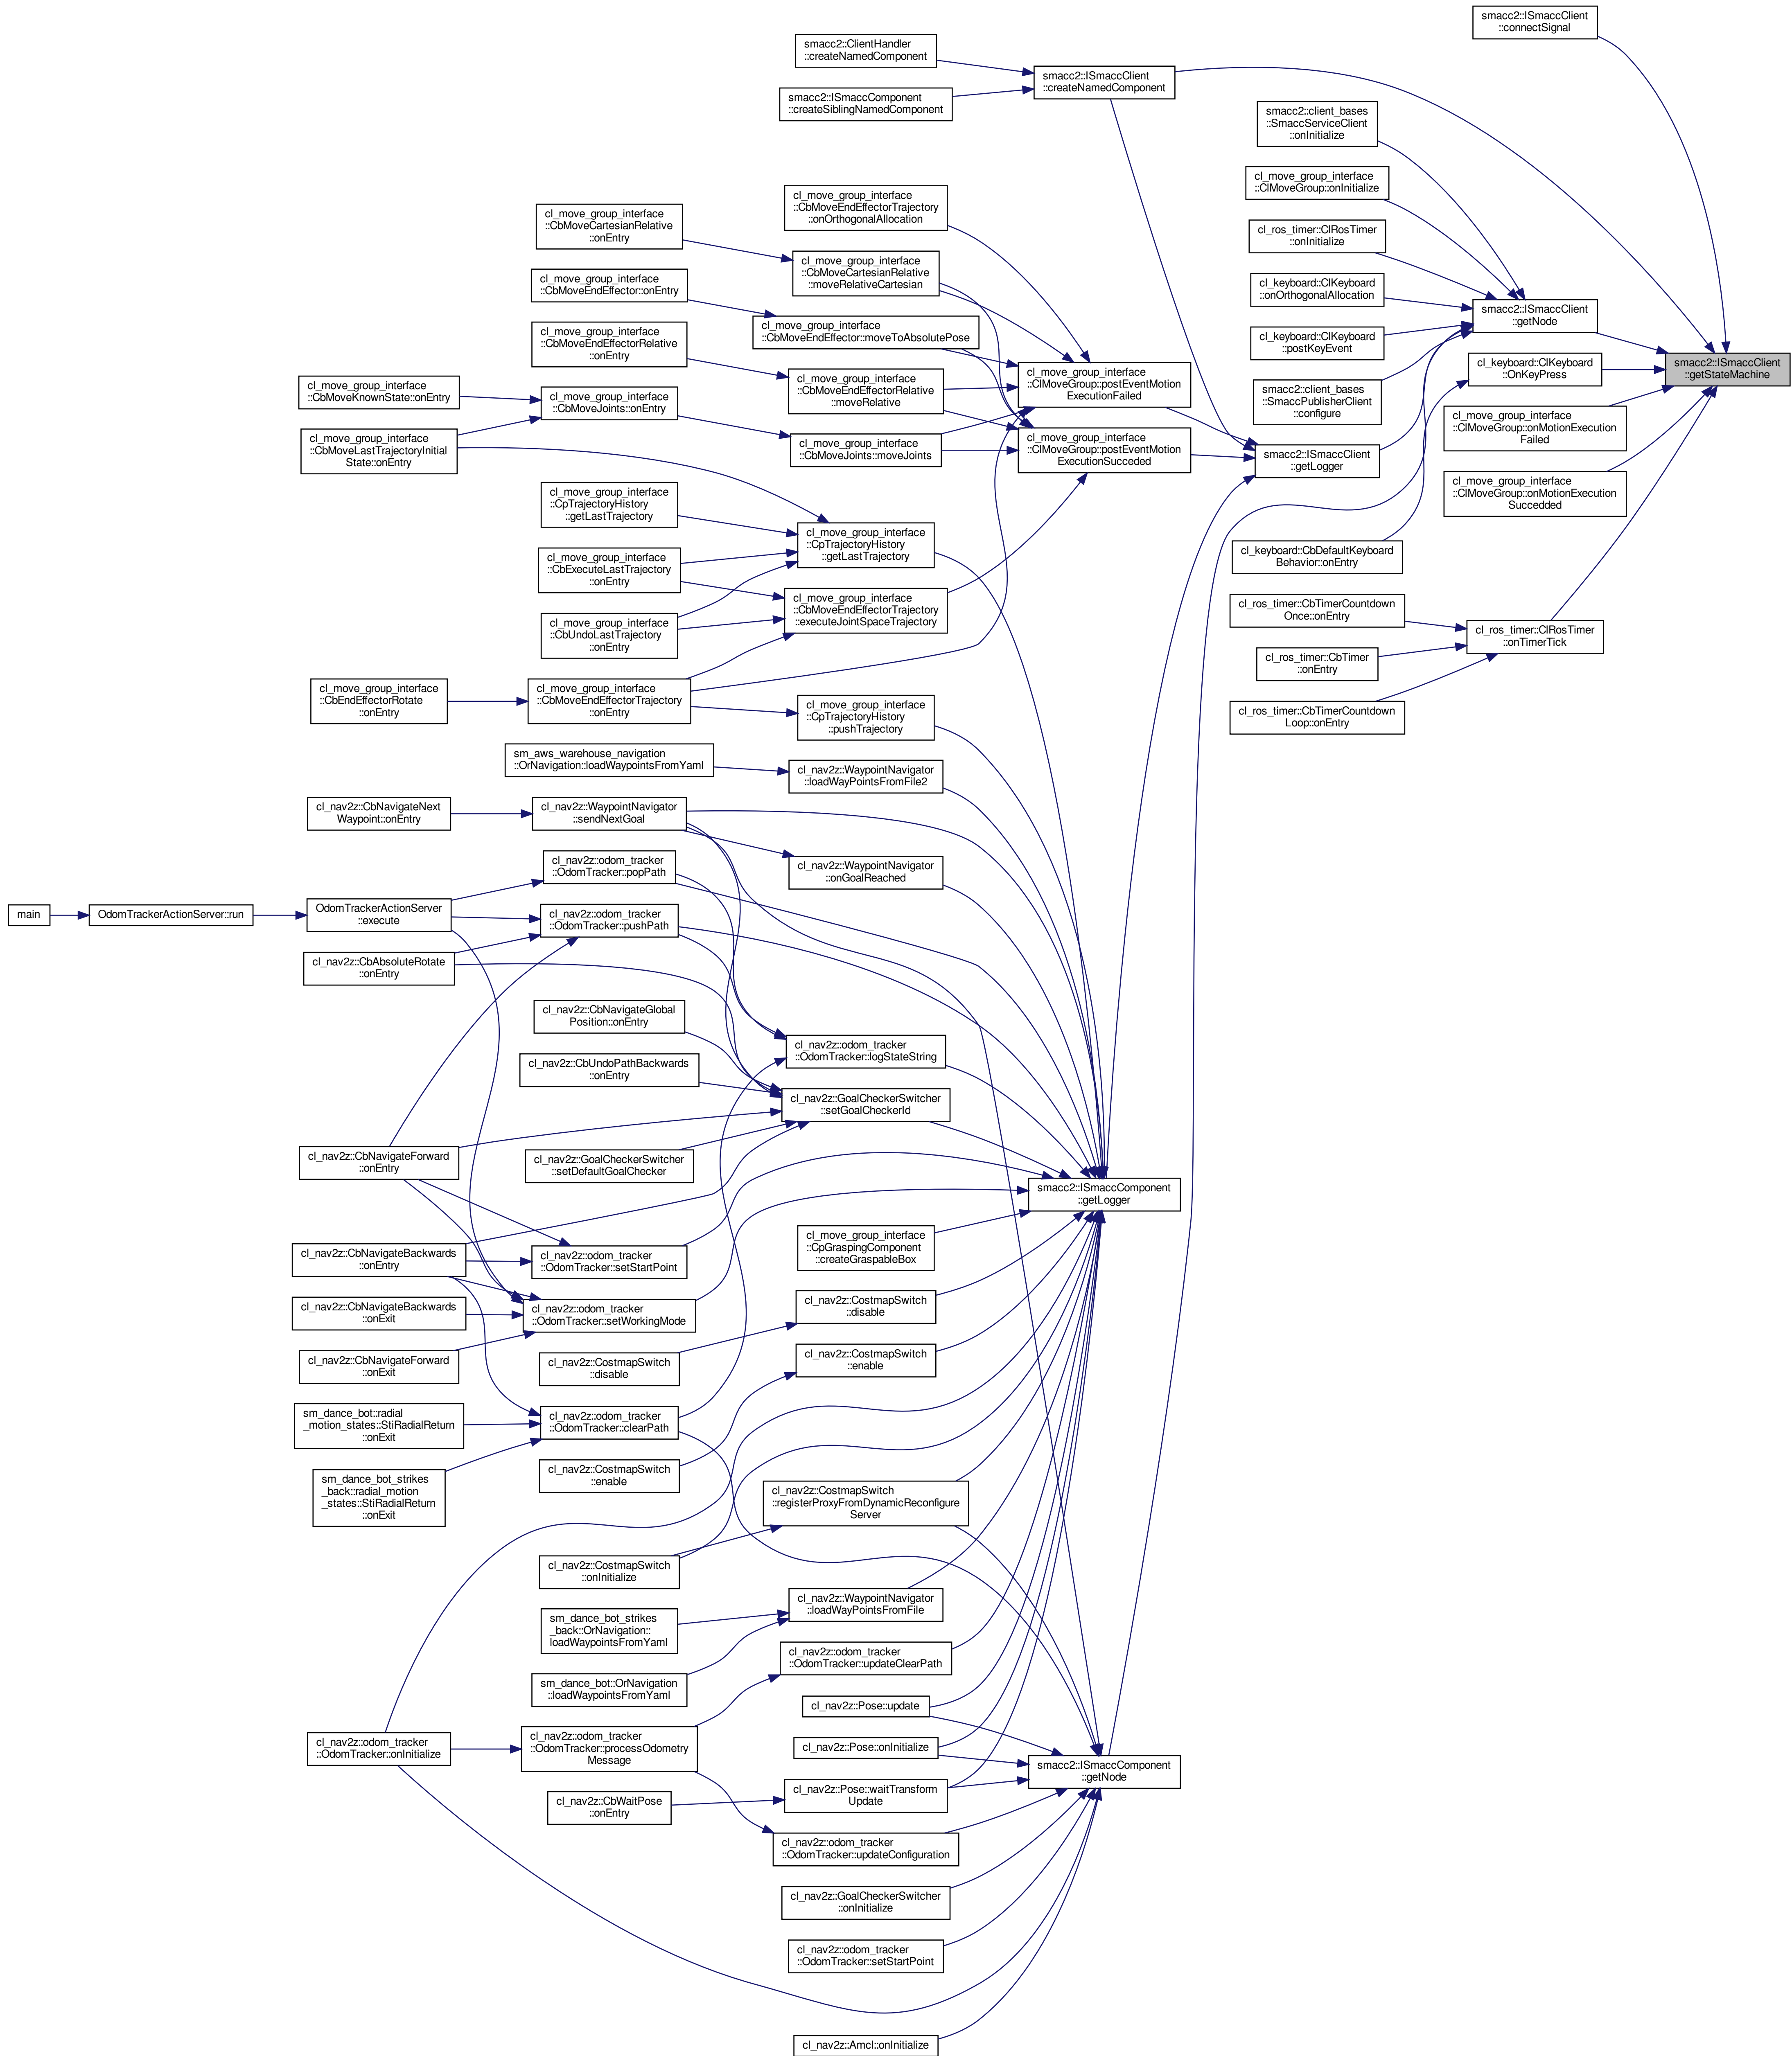 smacc2::ISmaccClient
::connectSignal
smacc2::ClientHandler
::createNamedComponent
smacc2::ISmaccClient
::createNamedComponent
smacc2::ISmaccComponent
::createSiblingNamedComponent
smacc2::client_bases
::SmaccServiceClient
::onInitialize
cl_move_group_interface
::ClMoveGroup::onInitialize
cl_move_group_interface
::CbMoveEndEffectorTrajectory
::onOrthogonalAllocation
cl_move_group_interface
::CbMoveCartesianRelative
::onEntry
cl_ros_timer::ClRosTimer
::onInitialize
cl_move_group_interface
::CbMoveCartesianRelative
::moveRelativeCartesian
cl_move_group_interface
::CbMoveEndEffector::onEntry
cl_keyboard::ClKeyboard
::onOrthogonalAllocation
smacc2::ISmaccClient
::getNode
cl_move_group_interface
::CbMoveEndEffector::moveToAbsolutePose
cl_move_group_interface
::CbMoveEndEffectorRelative
::onEntry
cl_keyboard::ClKeyboard
::postKeyEvent
cl_keyboard::ClKeyboard
::OnKeyPress
smacc2::ISmaccClient
::getStateMachine
cl_move_group_interface
::ClMoveGroup::postEventMotion
ExecutionFailed
cl_move_group_interface
::CbMoveEndEffectorRelative
::moveRelative
cl_move_group_interface
::CbMoveKnownState::onEntry
cl_move_group_interface
::CbMoveJoints::onEntry
smacc2::client_bases
::SmaccPublisherClient
::configure
cl_move_group_interface
::ClMoveGroup::onMotionExecution
Failed
cl_move_group_interface
::CbMoveLastTrajectoryInitial
State::onEntry
cl_move_group_interface
::CbMoveJoints::moveJoints
cl_move_group_interface
::ClMoveGroup::postEventMotion
ExecutionSucceded
smacc2::ISmaccClient
::getLogger
cl_move_group_interface
::ClMoveGroup::onMotionExecution
Succedded
cl_move_group_interface
::CpTrajectoryHistory
::getLastTrajectory
cl_move_group_interface
::CpTrajectoryHistory
::getLastTrajectory
cl_keyboard::CbDefaultKeyboard
Behavior::onEntry
cl_move_group_interface
::CbExecuteLastTrajectory
::onEntry
cl_move_group_interface
::CbMoveEndEffectorTrajectory
::executeJointSpaceTrajectory
cl_ros_timer::CbTimerCountdown
Once::onEntry
cl_move_group_interface
::CbUndoLastTrajectory
::onEntry
cl_ros_timer::ClRosTimer
::onTimerTick
cl_ros_timer::CbTimer
::onEntry
cl_move_group_interface
::CbEndEffectorRotate
::onEntry
cl_move_group_interface
::CbMoveEndEffectorTrajectory
::onEntry
cl_move_group_interface
::CpTrajectoryHistory
::pushTrajectory
cl_ros_timer::CbTimerCountdown
Loop::onEntry
sm_aws_warehouse_navigation
::OrNavigation::loadWaypointsFromYaml
cl_nav2z::WaypointNavigator
::loadWayPointsFromFile2
cl_nav2z::CbNavigateNext
Waypoint::onEntry
cl_nav2z::WaypointNavigator
::sendNextGoal
cl_nav2z::WaypointNavigator
::onGoalReached
cl_nav2z::odom_tracker
::OdomTracker::popPath
main
OdomTrackerActionServer::run
OdomTrackerActionServer
::execute
cl_nav2z::odom_tracker
::OdomTracker::pushPath
cl_nav2z::CbAbsoluteRotate
::onEntry
cl_nav2z::CbNavigateGlobal
Position::onEntry
cl_nav2z::odom_tracker
::OdomTracker::logStateString
cl_nav2z::CbUndoPathBackwards
::onEntry
cl_nav2z::GoalCheckerSwitcher
::setGoalCheckerId
cl_nav2z::CbNavigateForward
::onEntry
cl_nav2z::GoalCheckerSwitcher
::setDefaultGoalChecker
smacc2::ISmaccComponent
::getLogger
cl_move_group_interface
::CpGraspingComponent
::createGraspableBox
cl_nav2z::CbNavigateBackwards
::onEntry
cl_nav2z::odom_tracker
::OdomTracker::setStartPoint
cl_nav2z::CbNavigateBackwards
::onExit
cl_nav2z::odom_tracker
::OdomTracker::setWorkingMode
cl_nav2z::CostmapSwitch
::disable
cl_nav2z::CbNavigateForward
::onExit
cl_nav2z::CostmapSwitch
::disable
cl_nav2z::CostmapSwitch
::enable
sm_dance_bot::radial
_motion_states::StiRadialReturn
::onExit
cl_nav2z::odom_tracker
::OdomTracker::clearPath
sm_dance_bot_strikes
_back::radial_motion
_states::StiRadialReturn
::onExit
cl_nav2z::CostmapSwitch
::enable
cl_nav2z::CostmapSwitch
::registerProxyFromDynamicReconfigure
Server
cl_nav2z::CostmapSwitch
::onInitialize
cl_nav2z::WaypointNavigator
::loadWayPointsFromFile
sm_dance_bot_strikes
_back::OrNavigation::
loadWaypointsFromYaml
cl_nav2z::odom_tracker
::OdomTracker::updateClearPath
sm_dance_bot::OrNavigation
::loadWaypointsFromYaml
cl_nav2z::Pose::update
cl_nav2z::odom_tracker
::OdomTracker::onInitialize
cl_nav2z::odom_tracker
::OdomTracker::processOdometry
Message
cl_nav2z::Pose::onInitialize
smacc2::ISmaccComponent
::getNode
cl_nav2z::CbWaitPose
::onEntry
cl_nav2z::Pose::waitTransform
Update
cl_nav2z::odom_tracker
::OdomTracker::updateConfiguration
cl_nav2z::GoalCheckerSwitcher
::onInitialize
cl_nav2z::odom_tracker
::OdomTracker::setStartPoint
cl_nav2z::Amcl::onInitialize